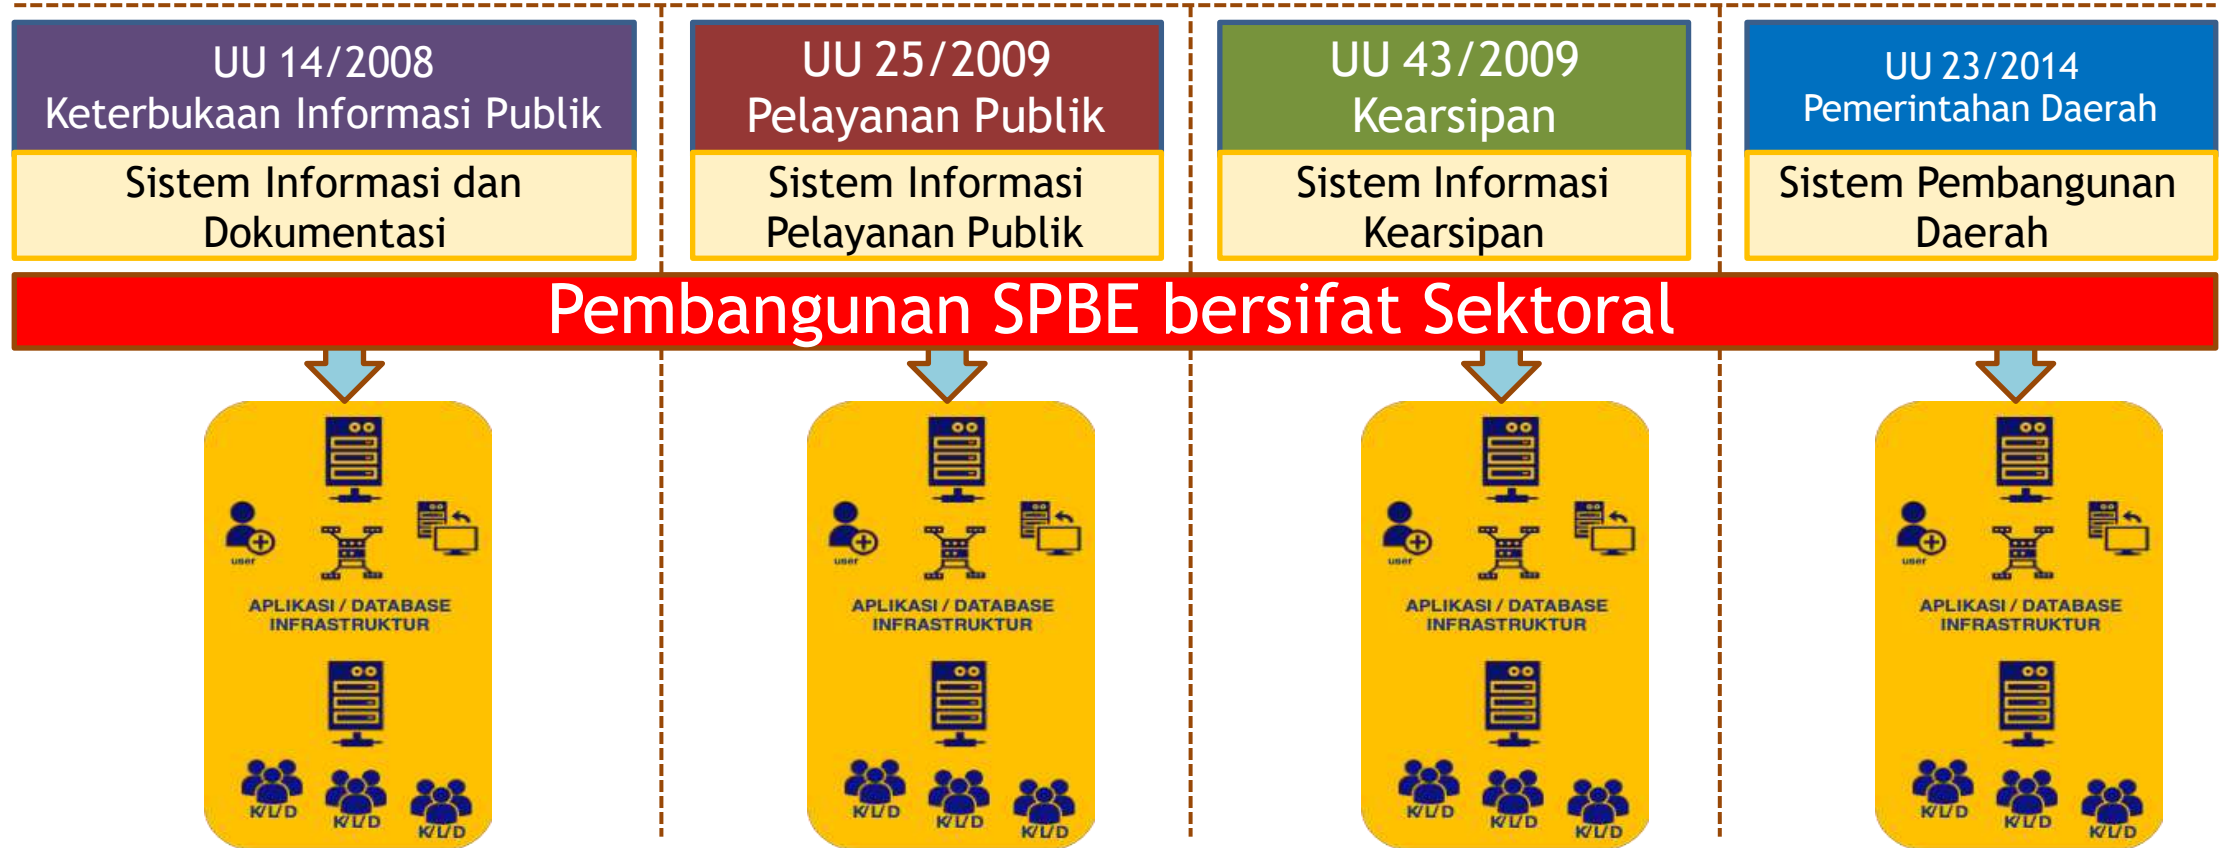 UU 14/2008
Keterbukaan Informasi Publik
Sistem Informasi dan
Dokumentasi
UU 25/2009
Pelayanan Publik
Sistem Informasi
Pelayanan Publik
UU 43/2009
Kearsipan
Sistem Informasi
Kearsipan
UU 23/2014
Pemerintahan Daerah
Sistem Pembangunan
Daerah
Pembangunan SPBE bersifat Sektoral
user
APLIKASI / DATABASE
INFRASTRUKTUR
K/L/D
K/L/D
K/L/D
user
APLIKASI / DATABASE
INFRASTRUKTUR
K/L/D
K/L/D
K/L/D
user
APLIKASI / DATABASE
INFRASTRUKTUR
K/L/D
K/L/D
K/L/D
user
APLIKASI / DATABASE
INFRASTRUKTUR
K/L/D
K/L/D
K/L/D